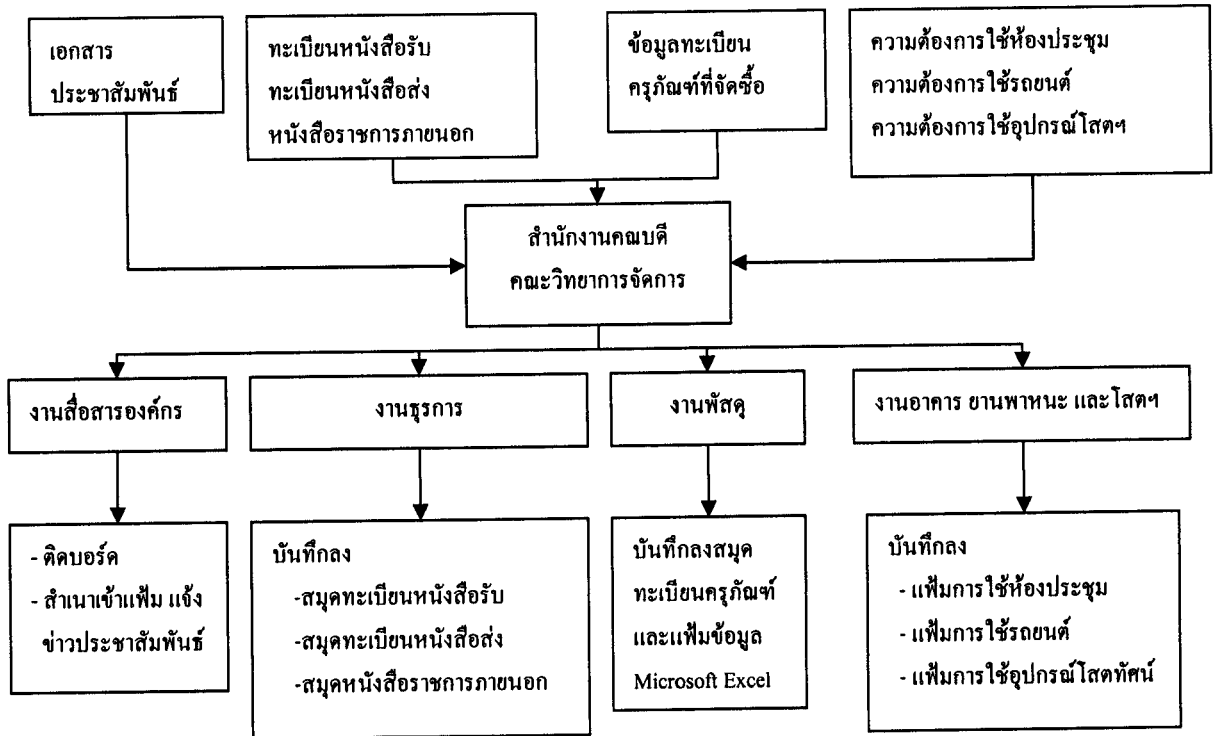 เอกสาร
ประชาสัมพันธ์
ทะเบียนหนังสือรับ
ทะเบียนหนังสือส่ง
หนังสือราชการภายนอก
ข้อมูลทะเบียน
ครุภัณฑ์ที่จัดซื้อ
ความต้องการใช้ห้องประชุม
ความต้องการใช้รถยนต์
ความต้องการใช้อุปกรณ์โสตฯ
สำนักงานคณบดี
คณะวิทยาการจัดการ
งานสื่อสารองค์กร
งานธุรการ
งานพัสดุ
งานอาคาร ยานพาหนะ และโสตฯ
- ติดบอร์ด
- สำเนาเข้าแฟ้ม แจ้ง
ข่าวประชาสัมพันธ์
บันทึกลง
-สมุดทะเบียนหนังสือรับ
-สมุดทะเบียนหนังสือส่ง
-สมุดหนังสือราชการภายนอก
บันทึกลงสมุด
ทะเบียนครุภัณฑ์
และแฟ้มข้อมูล
Microsoft Excel
บันทึกลง
- แฟ้มการใช้ห้องประชุม
- แฟ้มการใช้รถยนต์
- แฟ้มการใช้อุปกรณ์โสตทัศน์